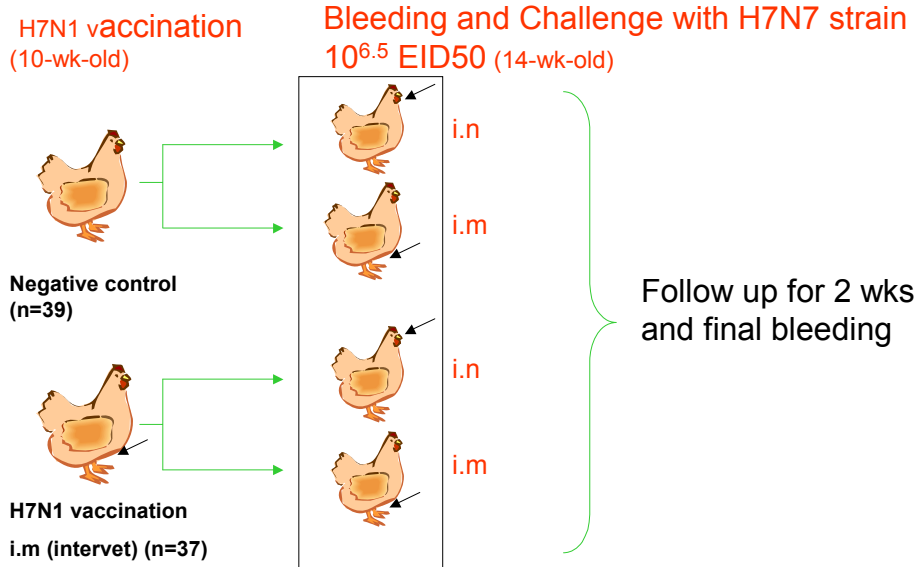 H7N1 vaccination
(10-wk-old)
Bleeding and Challenge with H7N7 strain
10^6.5 EID50 (14-wk-old)
i.n
i.m
Negative control
(n=39)
i.n
i.m
H7N1 vaccination
i.m (intervet) (n=37)
Follow up for 2 wks
and final bleeding